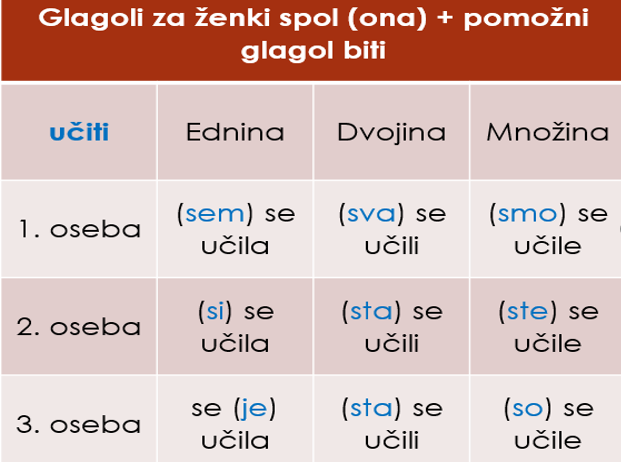 Glagoli za ženki spol (ona) + pomožni
glagol biti
učiti Ednina Dvojina Množina
1. oseba (sem) se učila (sva) se učili (smo) se učile
2. oseba (si) se učila (sta) se učili (ste) se učile
3. oseba se (je) učila (sta) se učili (so) se učile